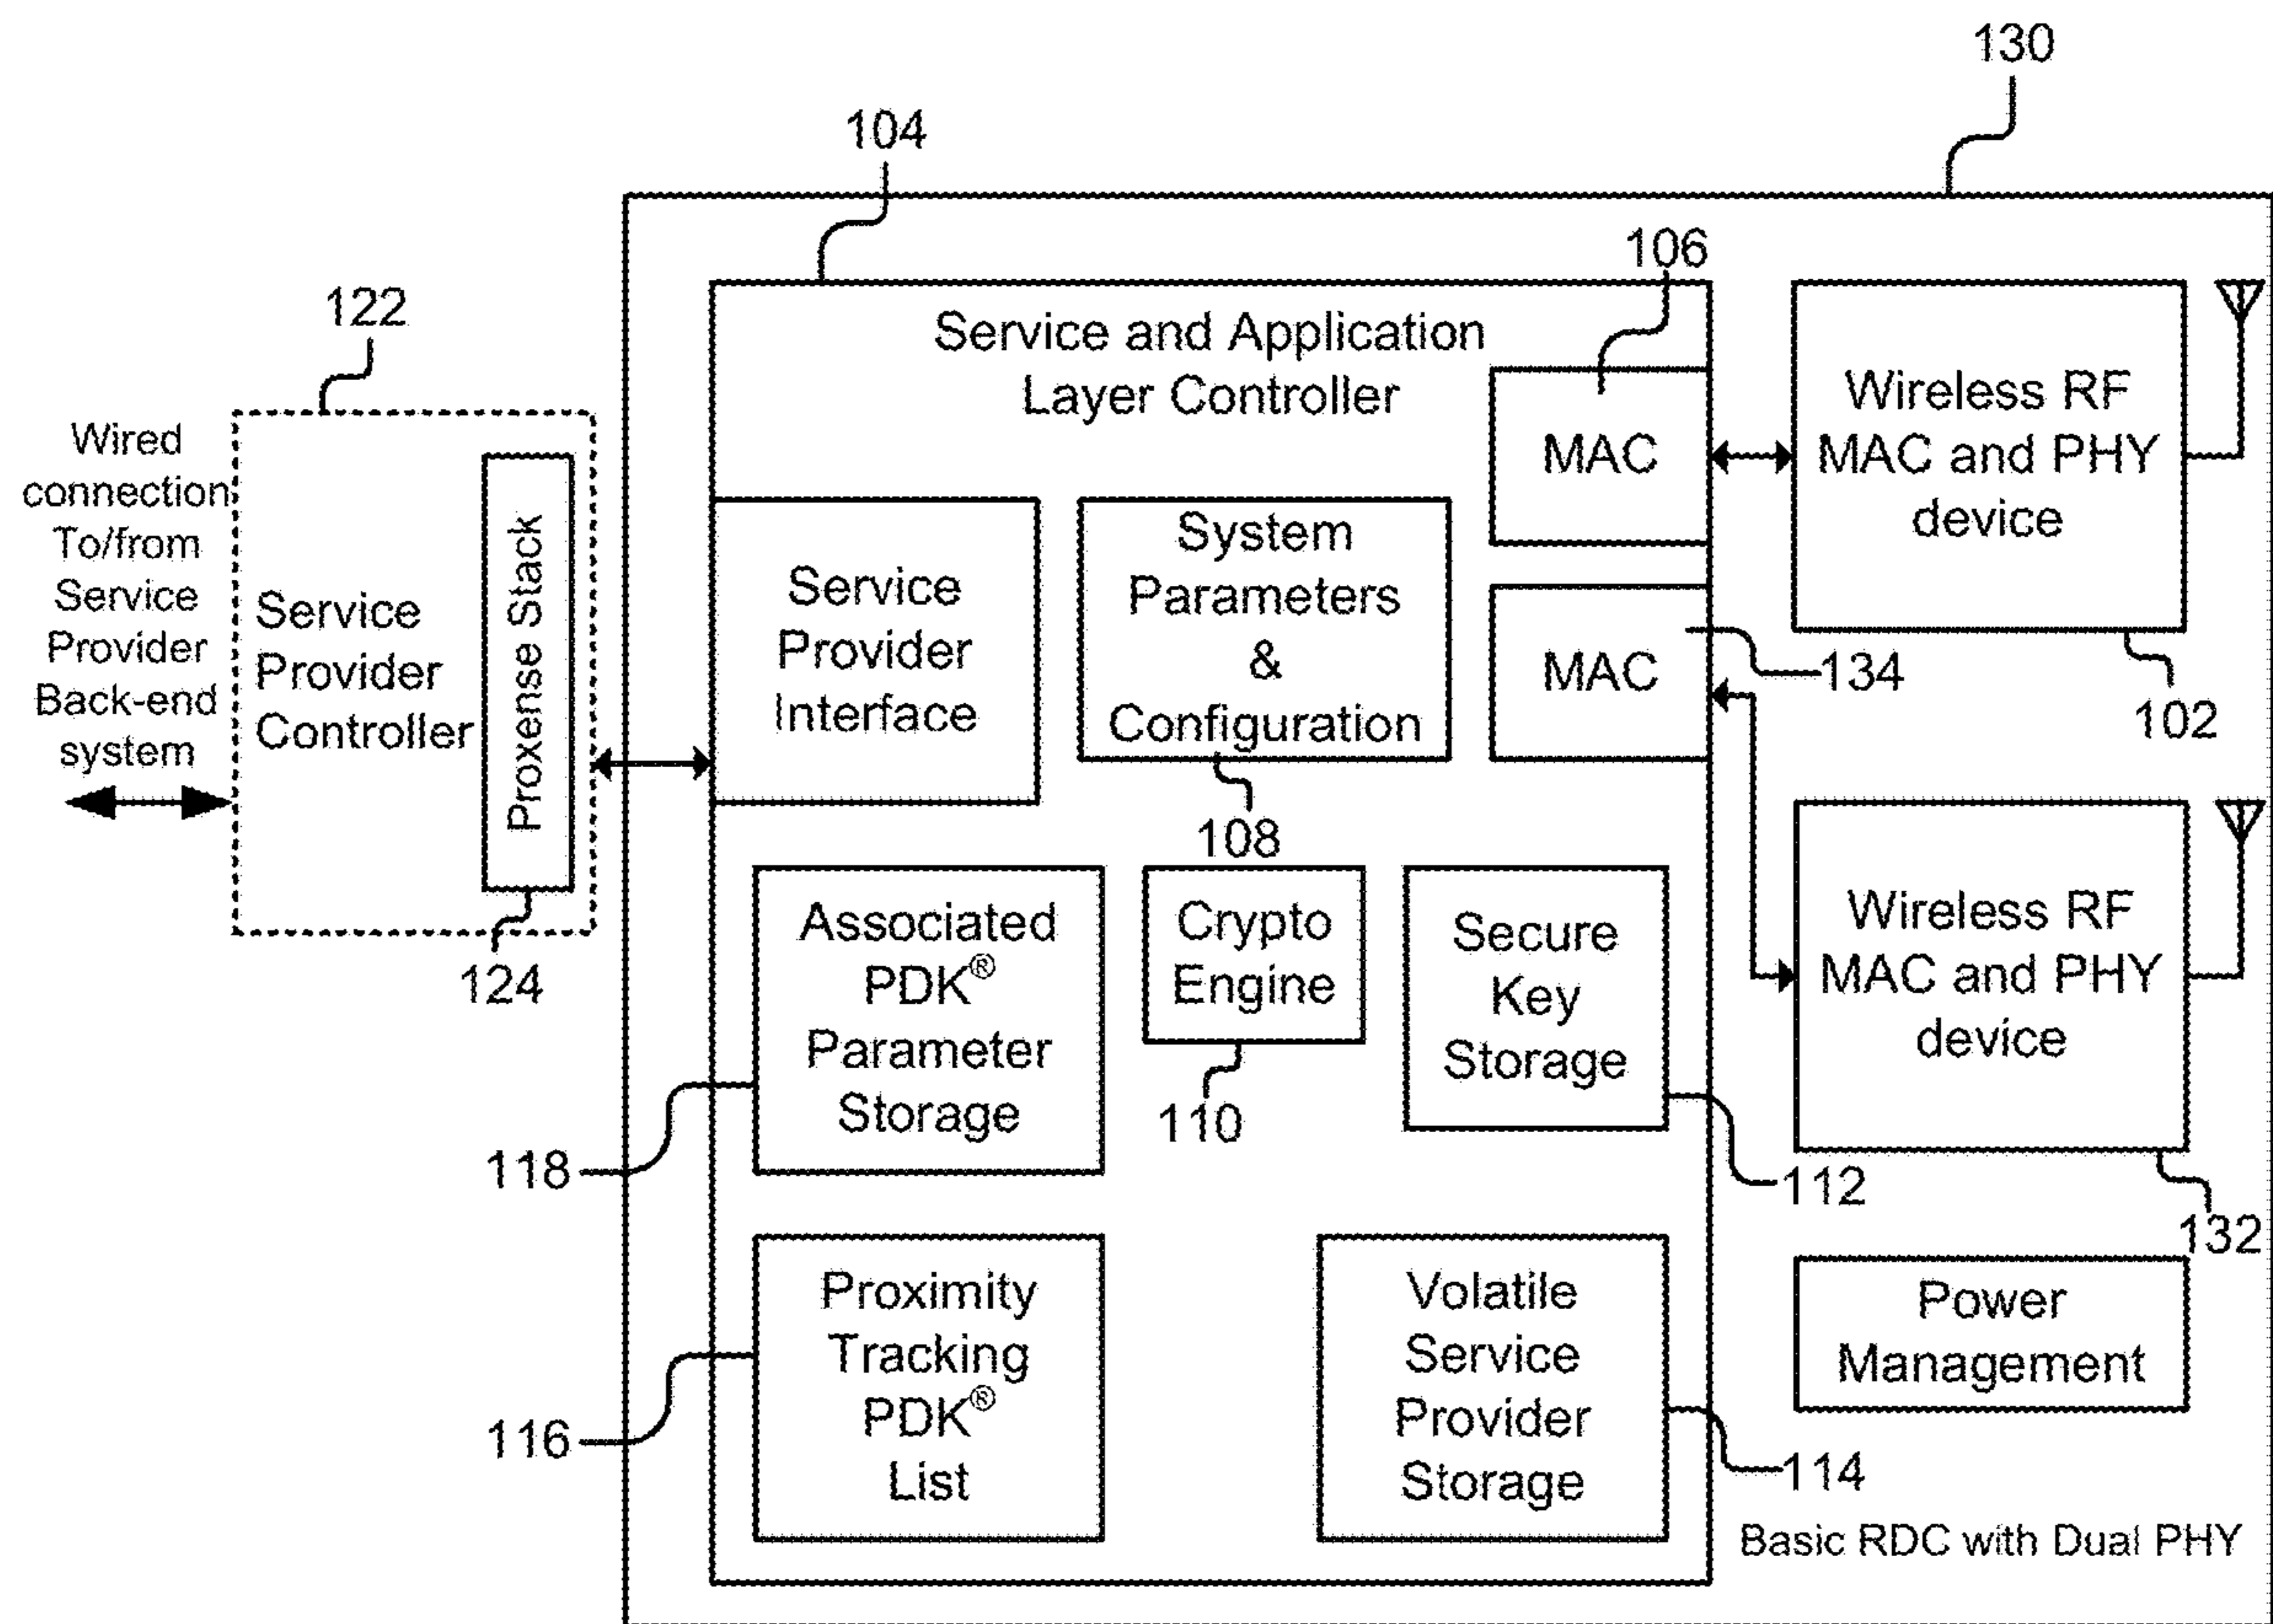 130
104
106
122
Service and Application
Layer Controller
MAC
Wireless RF
MAC and PHY
device
102
Wired
connection
To/from
Service
Provider
Back-end
system
Service
Provider
Controller
Proxense Stack
124
Service
Provider
Interface
System
Parameters
&
Configuration
108
MAC
134
Wireless RF
MAC and PHY
device
132
Associated
PDK®
Parameter
Storage
118
Crypto
Engine
110
Secure
Key
Storage
112
Proximity
Tracking
PDK®
List
116
Volatile
Service
Provider
Storage
114
Power
Management
Basic RDC with Dual PHY